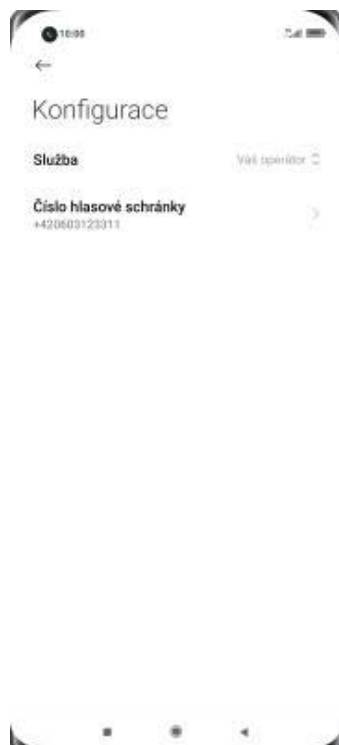 10:00
Konfigurace
Služba
Váš operátor
Číslo hlasové schránky
+420603123311